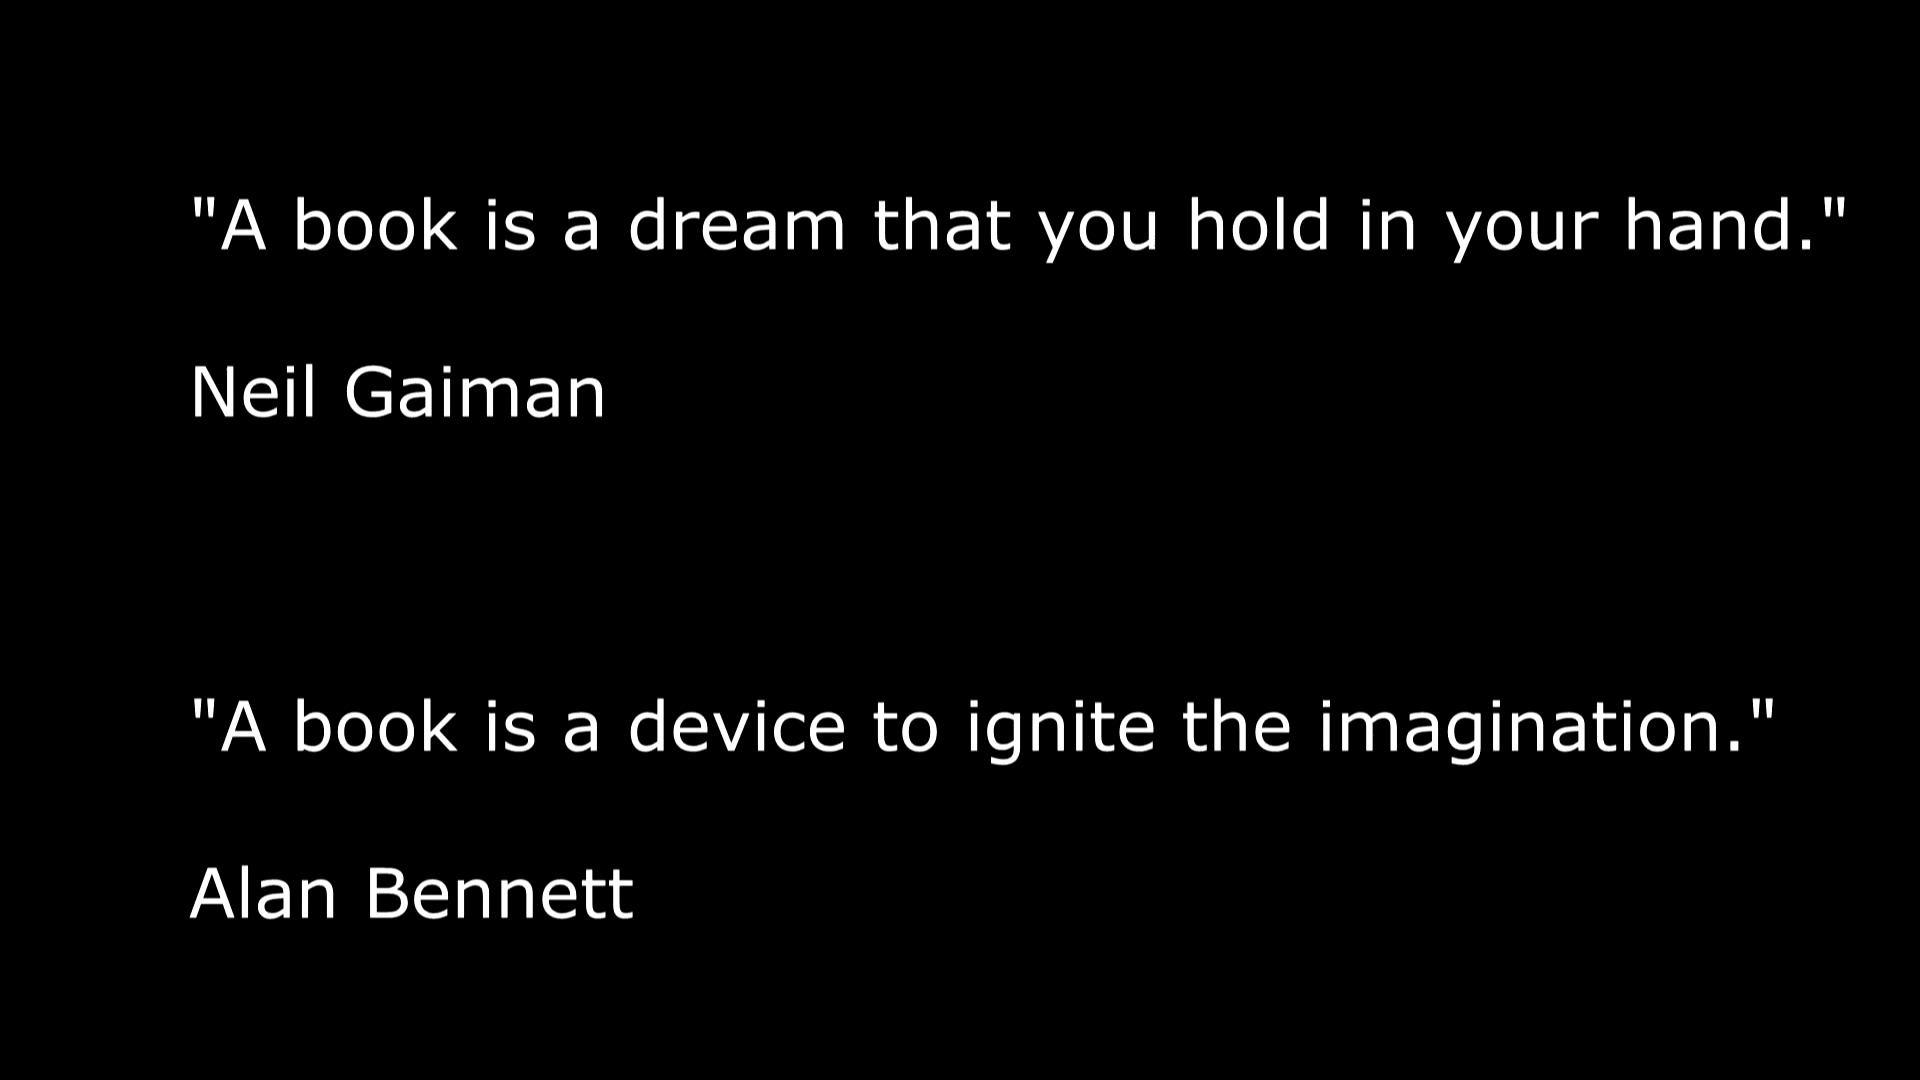 "A book is a dream that you hold in your hand."
Neil Gaiman
"A book is a device to ignite the imagination."
Alan Bennett